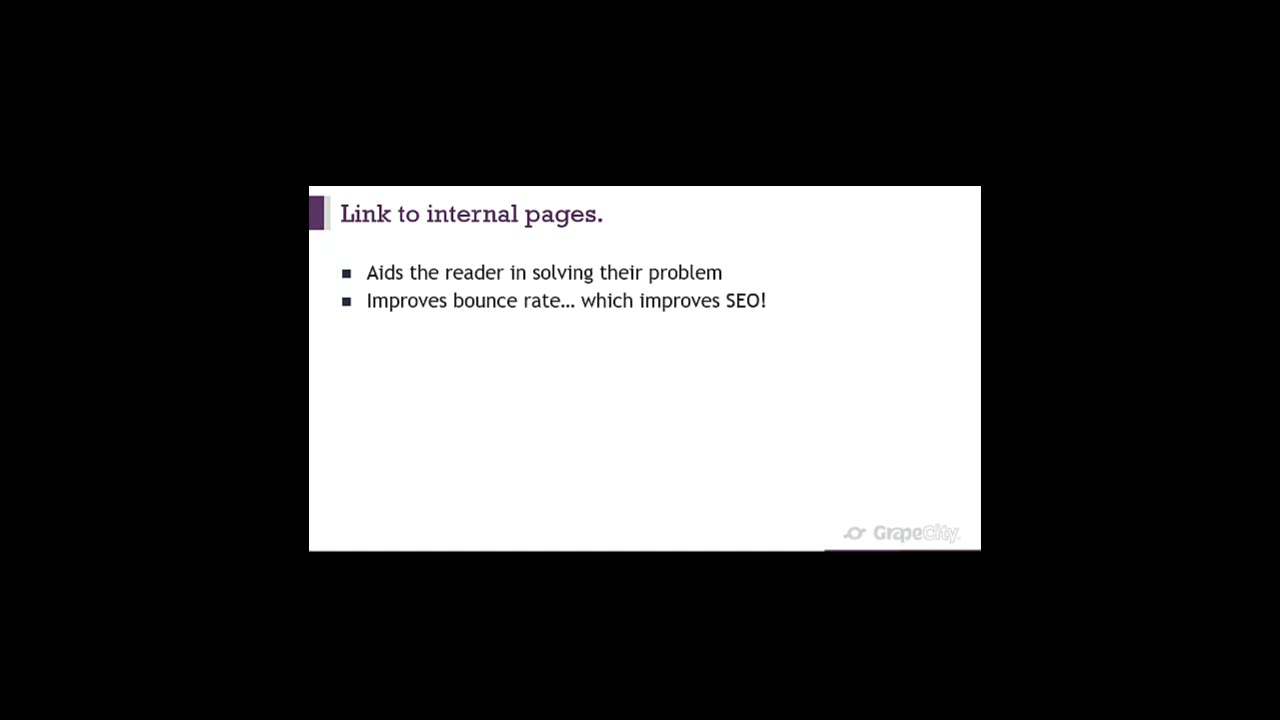 Link to internal pages.
Aids the reader in solving their problem
Improves bounce rate... which improves SEO!
GrapeCity